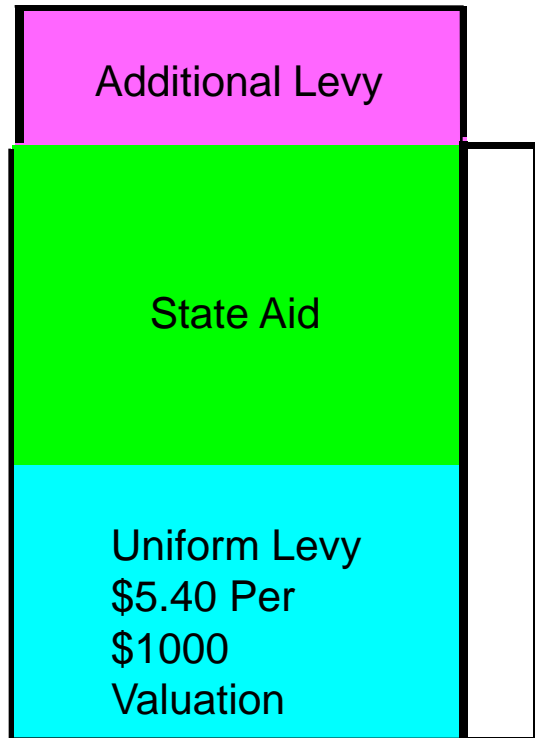 Additional Levy
State Aid
Uniform Levy
$5.40 Per
$1000
Valuation